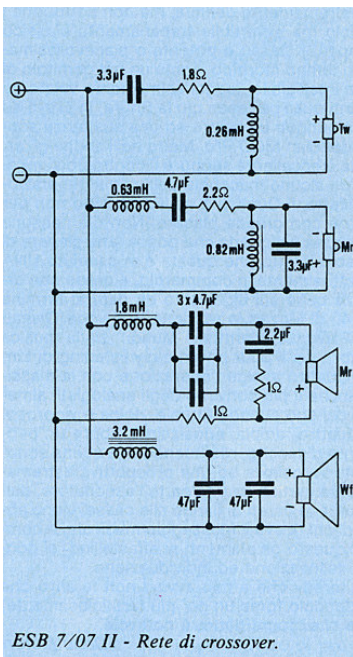 3.3µF 1.8Ω
+
0.26mH
+
−
Tw
−
0.63mH 4.7µF 2.2Ω
0.82mH
3.3µF
−
+
Mr
1.8mH 3 x 4.7µF
2,2µF
1Ω
−
+
Mr
1Ω
3.2mH
47µF 47µF
+
−
Wf
ESB 7/07 II - Rete di crossover.